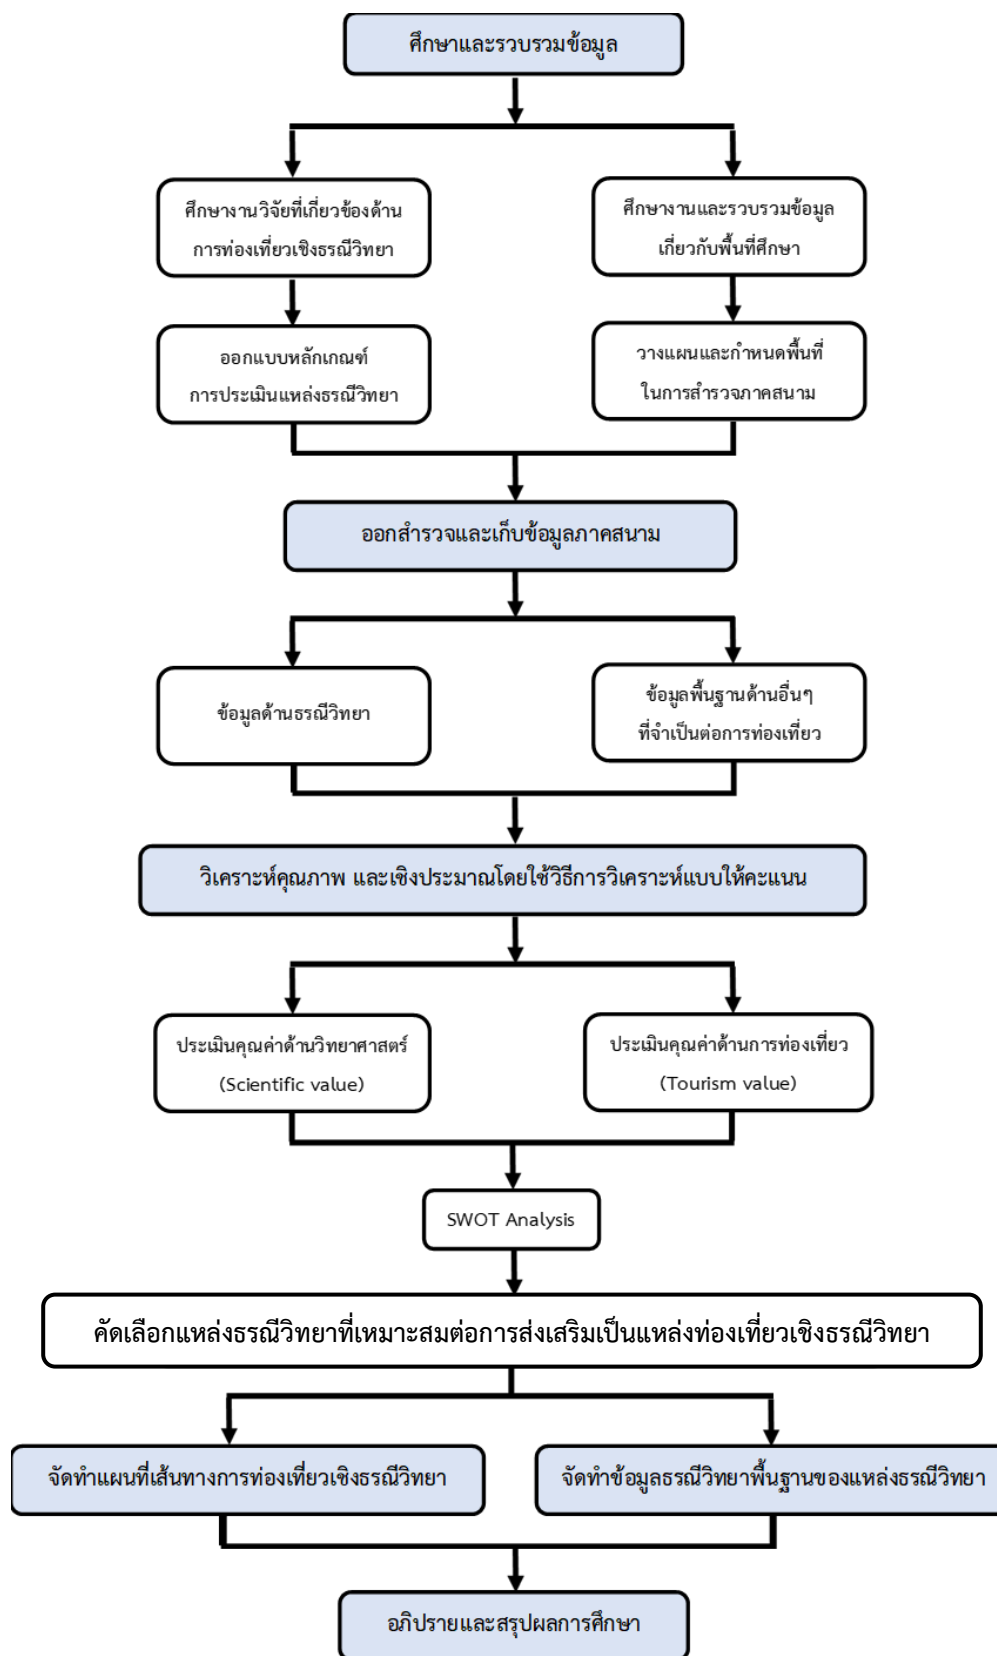 ศึกษาและรวบรวมข้อมูล
ศึกษางานวิจัยที่เกี่ยวข้องด้าน
การท่องเที่ยวเชิงธรณีวิทยา
ศึกษางานและรวบรวมข้อมูล
เกี่ยวกับพื้นที่ศึกษา
ออกแบบหลักเกณฑ์
การประเมินแหล่งธรณีวิทยา
วางแผนและกำหนดพื้นที่
ในการสำรวจภาคสนาม
ออกสำรวจและเก็บข้อมูลภาคสนาม
ข้อมูลด้านธรณีวิทยา
ข้อมูลพื้นฐานด้านอื่นๆ
ที่จำเป็นต่อการท่องเที่ยว
วิเคราะห์คุณภาพ และเชิงประมาณโดยใช้วิธีการวิเคราะห์แบบให้คะแนน
ประเมินคุณค่าด้านวิทยาศาสตร์
(Scientific value)
ประเมินคุณค่าด้านการท่องเที่ยว
(Tourism value)
SWOT Analysis
คัดเลือกแหล่งธรณีวิทยาที่เหมาะสมต่อการส่งเสริมเป็นแหล่งท่องเที่ยวเชิงธรณีวิทยา
จัดทำแผนที่เส้นทางการท่องเที่ยวเชิงธรณีวิทยา
จัดทำข้อมูลธรณีวิทยาพื้นฐานของแหล่งธรณีวิทยา
อภิปรายและสรุปผลการศึกษา